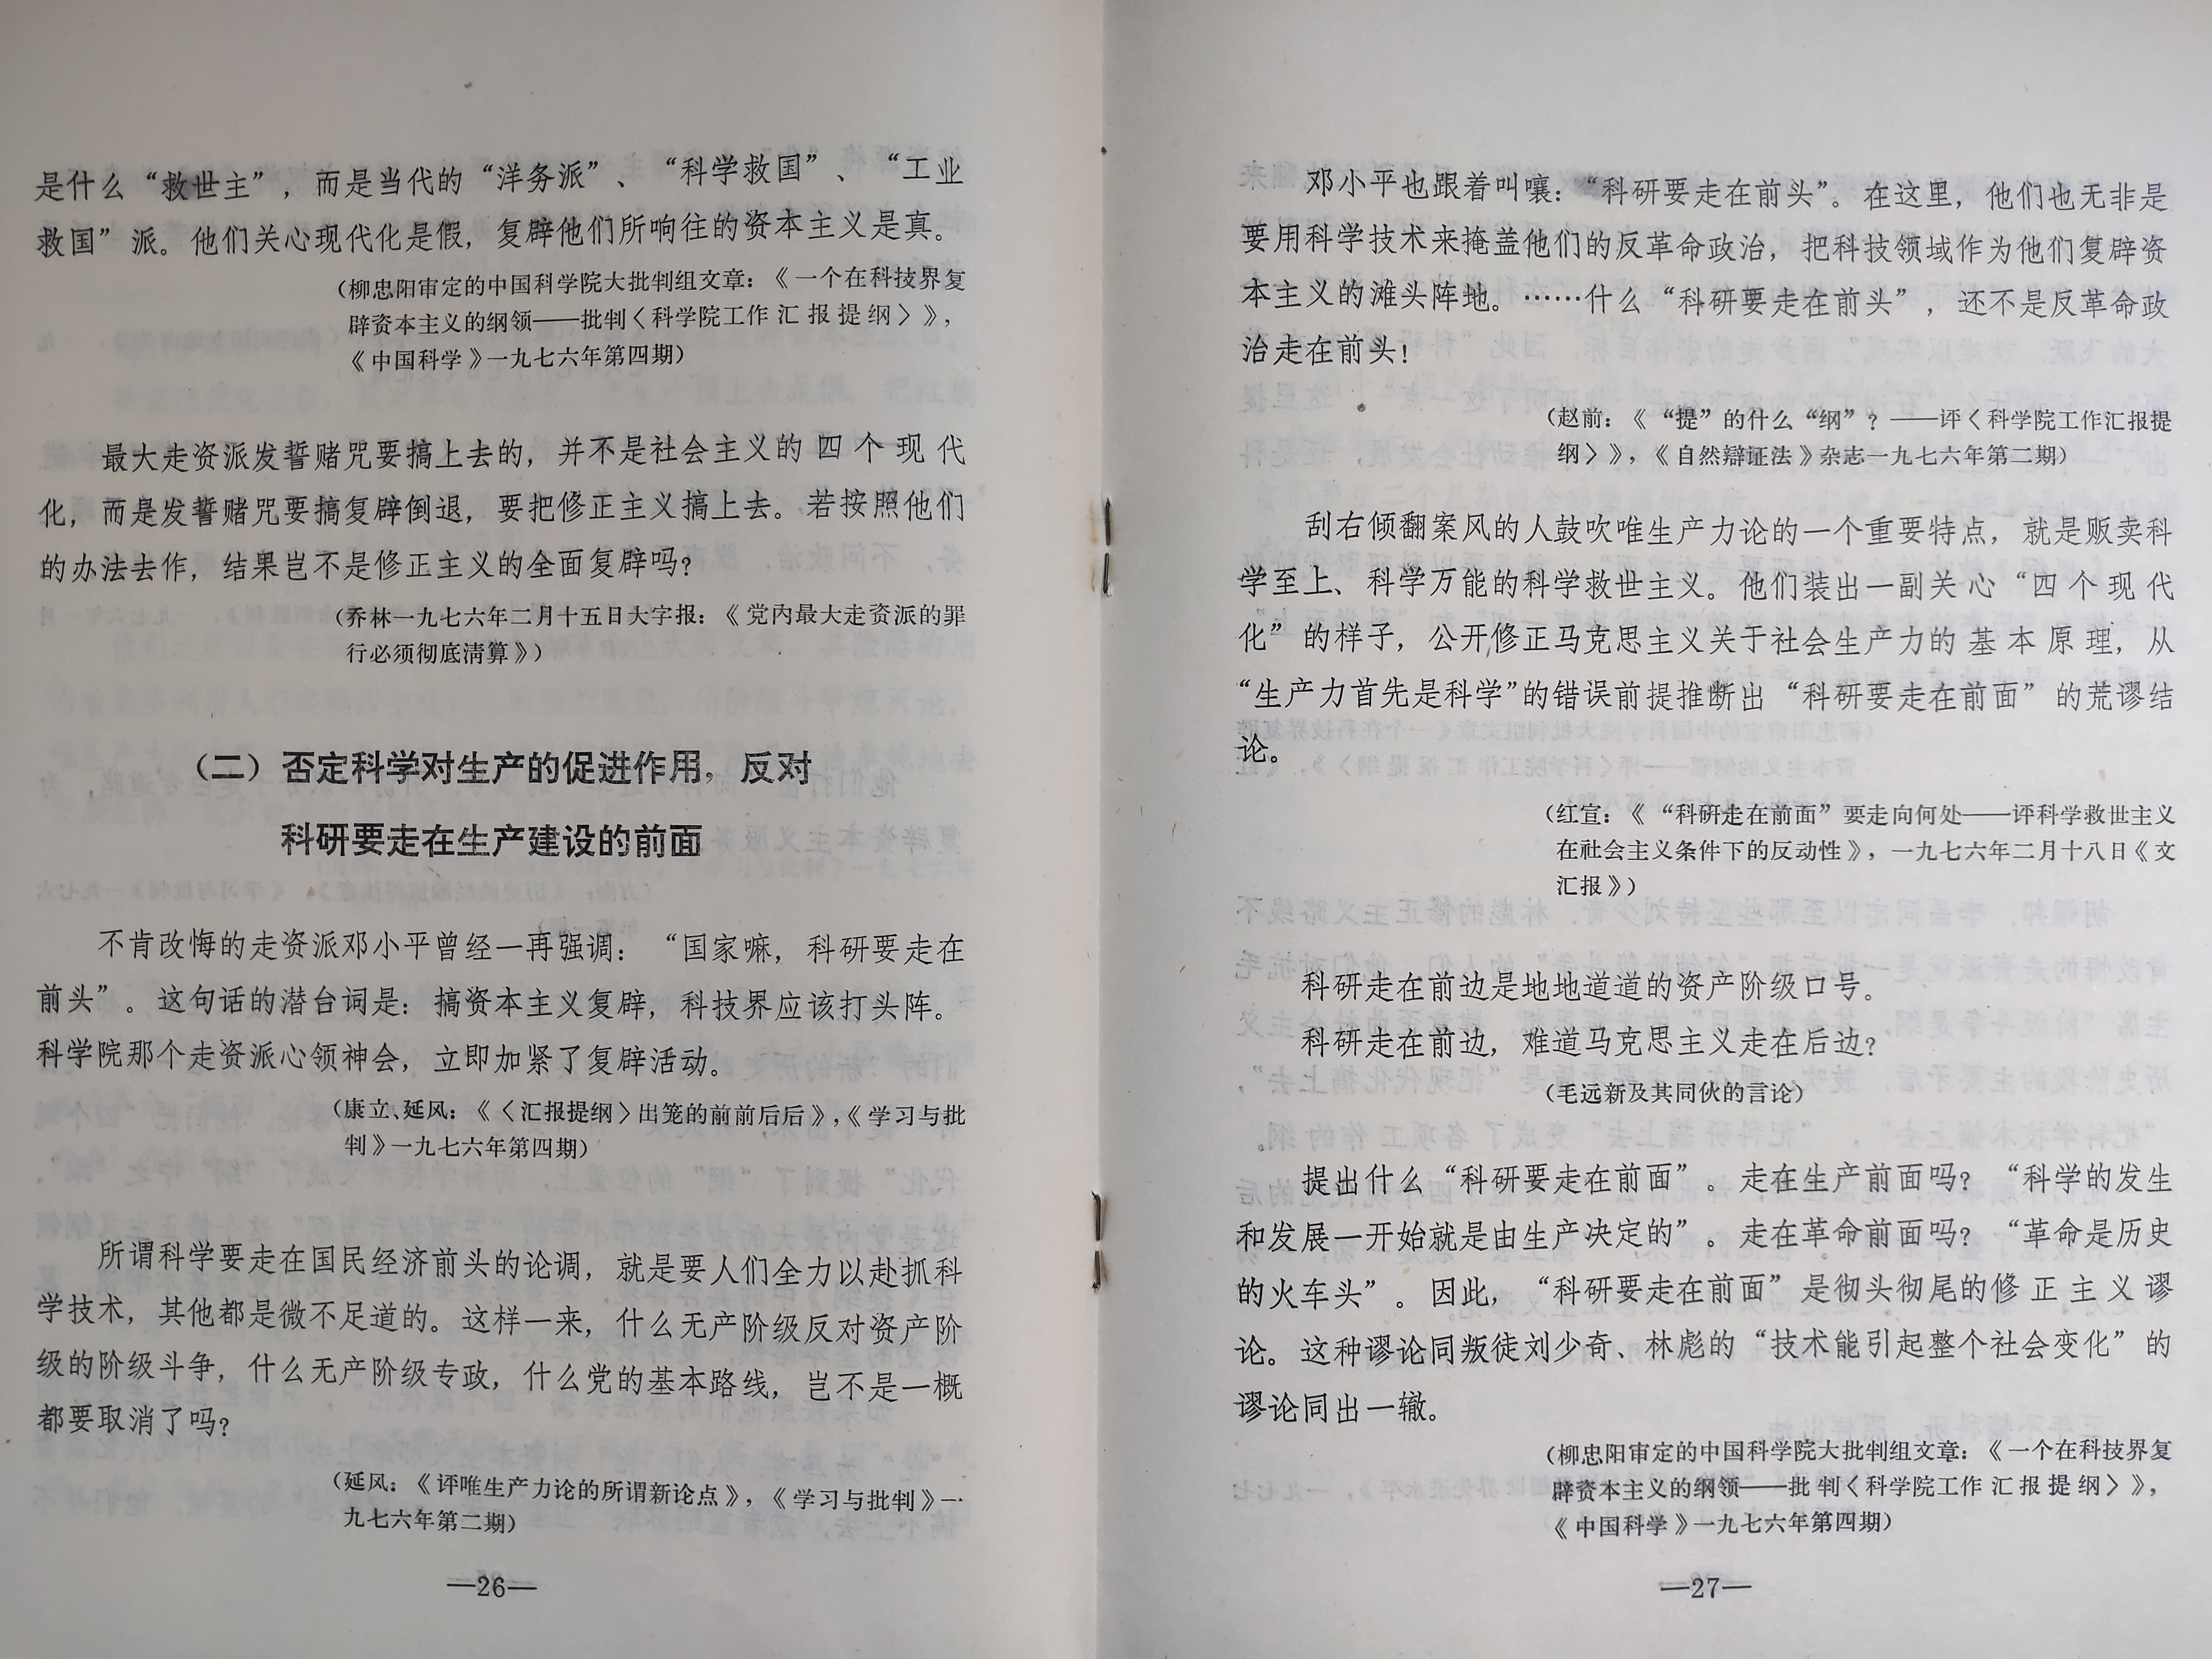 是什么“救世主”，而是当代的“洋务派”、“科学救国”、“工业
救国”派。他们关心现代化是假，复辟他们所响往的资本主义是真。
（柳忠阳审定的中国科学院大批判组文章：《一个在科技界复
辟资本主义的纲领——批判〈科学院工作汇报提纲〉》，
《中国科学》一九七六年第四期）
最大走资派发誓赌咒要搞上去的，并不是社会主义的四个现代
化，而是发誓赌咒要搞复辟倒退，要把修正主义搞上去。若按照他们
的办法去作，结果岂不是修正主义的全面复辟吗？
（乔林一九七六年二月十五日大字报：《党内最大走资派的罪
行必须彻底清算》）
（二）否定科学对生产的促进作用，反对
科研要走在生产建设的前面
不肯改悔的走资派邓小平曾经一再强调：“国家嘛，科研要走在
前头”。这句话的潜台词是：搞资本主义复辟，科技界应该打头阵。
科学院那个走资派心领神会，立即加紧了复辟活动。
（康立、延风：《〈汇报提纲〉出笼的前前后后》，《学习与批
判》一九七六年第四期）
所谓科学要走在国民经济前头的论调，就是要人们全力以赴抓科
学技术，其他都是微不足道的。这样一来，什么无产阶级反对资产阶
级的阶级斗争，什么无产阶级专政，什么党的基本路线，岂不是一概
都要取消了吗？
（延风：《评唯生产力论的所谓新论点》，《学习与批判》一
九七六年第二期）
—26—
邓小平也跟着叫嚷：“科研要走在前头”。在这里，他们也无非是
要用科学技术来掩盖他们的反革命政治，把科技领域作为他们复辟资
本主义的滩头阵地。……什么“科研要走在前头”，还不是反革命政
治走在前头！
（赵前：《“提”的什么“纲”？——评〈科学院工作汇报提
纲〉》，《自然辩证法》杂志一九七六年第二期）
刮右倾翻案风的人鼓吹唯生产力论的一个重要特点，就是贩卖科
学至上、科学万能的科学救世主义。他们装出一副关心“四个现代
化”的样子，公开修正马克思主义关于社会生产力的基本原理，从
“生产力首先是科学”的错误前提推断出“科研要走在前面”的荒谬结
论。
（红宣：《“科研走在前面”要走向何处——评科学救世主义
在社会主义条件下的反动性》，一九七六年二月十八日《文
汇报》）
科研走在前边是地地道道的资产阶级口号。
科研走在前边，难道马克思主义走在后边？
（毛远新及其同伙的言论）
提出什么“科研要走在前面”。走在生产前面吗？“科学的发生
和发展一开始就是由生产决定的”。走在革命前面吗？“革命是历史
的火车头”。因此，“科研要走在前面”是彻头彻尾的修正主义谬
论。这种谬论同叛徒刘少奇、林彪的“技术能引起整个社会变化”的
谬论同出一辙。
（柳忠阳审定的中国科学院大批判组文章：《一个在科技界复
辟资本主义的纲领——批判〈科学院工作汇报提纲〉》，
《中国科学》一九七六年第四期）
—27—